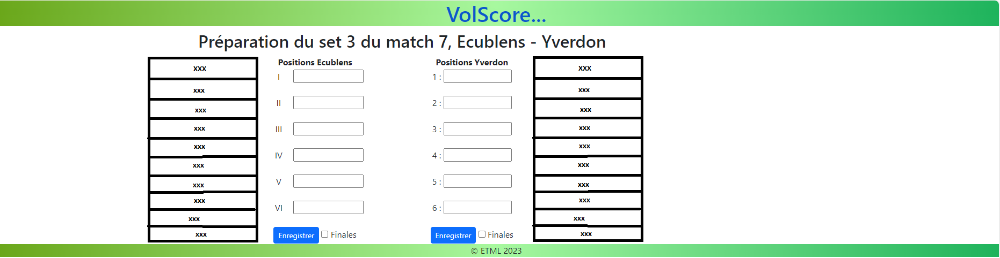 VolScore...
Préparation du set 3 du match 7, Ecublens - Yverdon
XXX
xxx
xxx
xxx
xxx
xxx
xxx
xxx
xxx
xxx
Positions Ecublens
I
II
III
IV
V
VI
Enregistrer Finales
Positions Yverdon
1 :
2 :
3 :
4 :
5 :
6 :
Enregistrer Finales
XXX
xxx
xxx
xxx
xxx
xxx
xxx
xxx
xxx
xxx
© ETML 2023